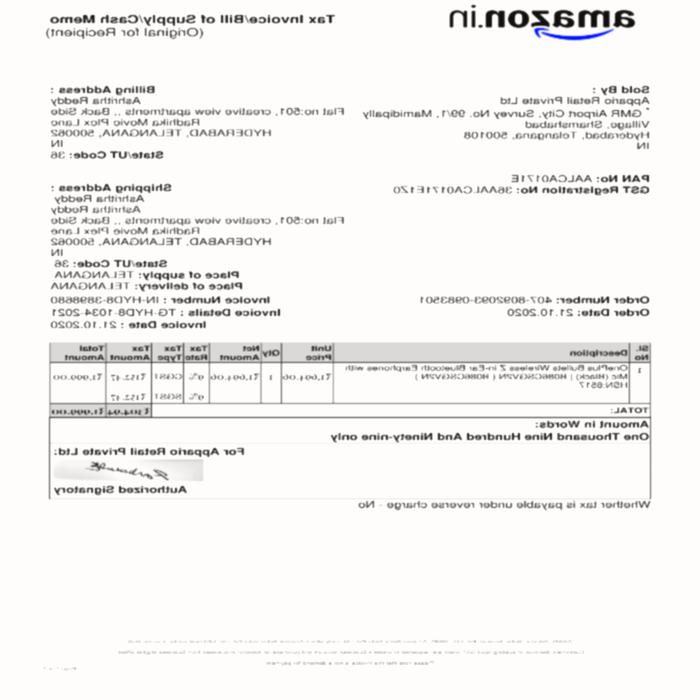 amazon.in
Tax Invoice/Bill of Supply/Cash Memo
(Original for Recipient)
Sold By :
Appario Retail Private Ltd
* GMR Airport City, Survey No. 99/1, Mamidipally
Village, Shamshabad
Hyderabad, Telangana, 500108
IN
PAN No: AALCA0171E
GST Registration No: 36AALCA0171E1Z0
Billing Address :
Ashritha Reddy
Flat no:501, creative view apartments ,, Back Side
Radhika Movie Plex Lane
HYDERABAD, TELANGANA, 500062
IN
State/UT Code: 36
Shipping Address :
Ashritha Reddy
Ashritha Reddy
Flat no:501, creative view apartments ,, Back Side
Radhika Movie Plex Lane
HYDERABAD, TELANGANA, 500062
IN
State/UT Code: 36
Place of supply: TELANGANA
Place of delivery: TELANGANA
Order Number: 407-8092092-0983501
Order Date: 21.10.2020
Invoice Number : IN-HYD8-3898680
Invoice Details : TG-HYD8-1034-2021
Invoice Date : 21.10.2020
Sl. No Description Unit Price Qty Net Amount Tax Rate Tax Type Tax Amount Total Amount
1 OnePlus Bullets Wireless Z in-Ear Bluetooth Earphones with ₹1,694.06 1 ₹1,694.06 9% CGST ₹152.47 ₹1,999.00
Mic (Black) |
HSN:8517 9% SGST ₹152.47
TOTAL: ₹304.94 ₹1,999.00
Amount in Words:
One Thousand Nine Hundred And Ninety-nine only
For Appario Retail Private Ltd:
Authorized Signatory
Whether tax is payable under reverse charge - No